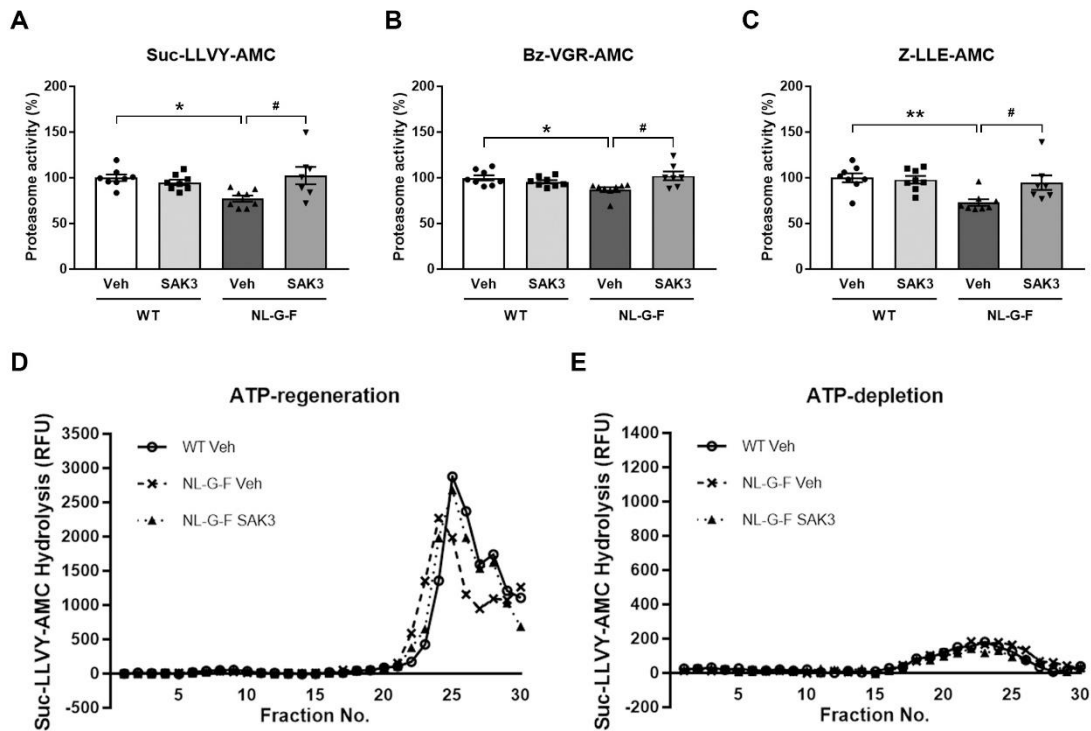 A
Suc-LLVY-AMC
Proteasome activity (%)
200
150
100
50
0
*
#
Veh
SAK3
Veh
SAK3
WT
NL-G-F
B
Bz-VGR-AMC
Proteasome activity (%)
200
150
100
50
0
*
#
Veh
SAK3
Veh
SAK3
WT
NL-G-F
C
Z-LLE-AMC
Proteasome activity (%)
200
150
100
50
0
**
#
Veh
SAK3
Veh
SAK3
WT
NL-G-F
D
ATP-regeneration
Suc-LLVY-AMC Hydrolysis (RFU)
3500
3000
2500
2000
1500
1000
500
0
-500
WT Veh
NL-G-F Veh
NL-G-F SAK3
5
10
15
20
25
30
Fraction No.
E
ATP-depletion
Suc-LLVY-AMC Hydrolysis (RFU)
1400
1200
1000
800
600
400
200
0
-200
WT Veh
NL-G-F Veh
NL-G-F SAK3
5
10
15
20
25
30
Fraction No.